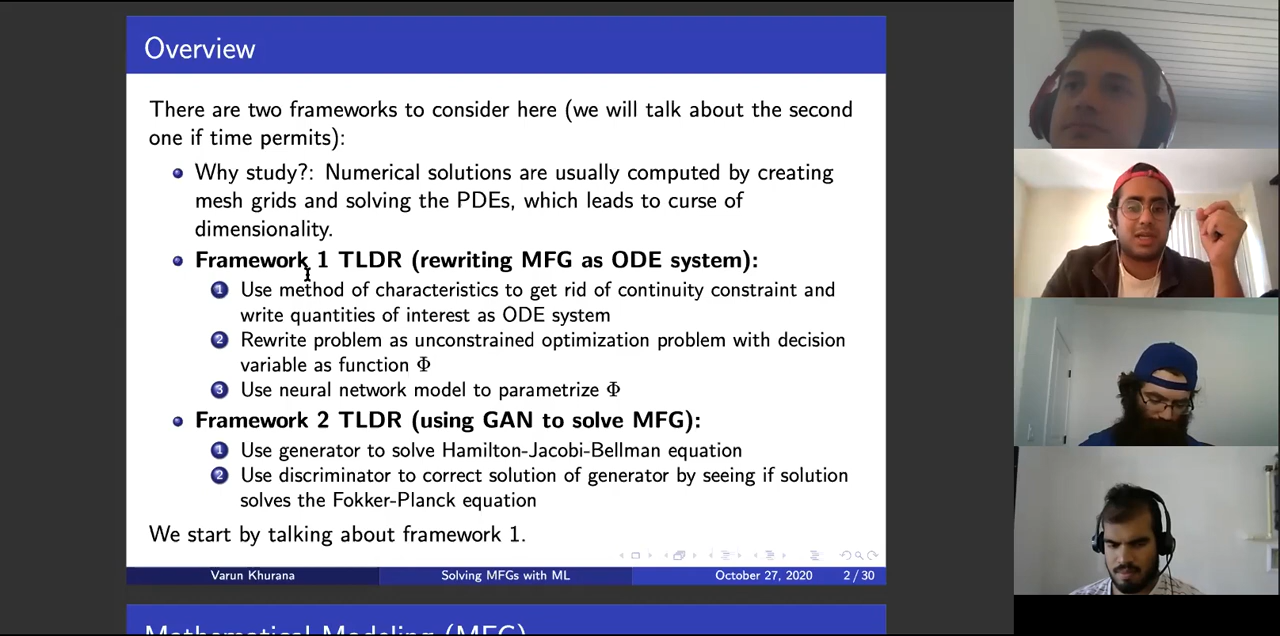 Overview
There are two frameworks to consider here (we will talk about the second
one if time permits):
Why study?: Numerical solutions are usually computed by creating
mesh grids and solving the PDEs, which leads to curse of
dimensionality.
Framework 1 TLDR (rewriting MFG as ODE system):
1 Use method of characteristics to get rid of continuity constraint and
write quantities of interest as ODE system
2 Rewrite problem as unconstrained optimization problem with decision
variable as function Φ
3 Use neural network model to parametrize Φ
Framework 2 TLDR (using GAN to solve MFG):
1 Use generator to solve Hamilton-Jacobi-Bellman equation
2 Use discriminator to correct solution of generator by seeing if solution
solves the Fokker-Planck equation
We start by talking about framework 1.
Varun Khurana Solving MFGs with ML October 27, 2020 2 / 30
Mathematical Modeling (MFG)